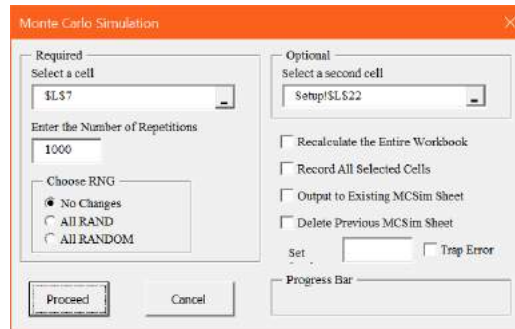 Monte Carlo Simulation
Required
Select a cell
$L$7
Enter the Number of Repetitions
1000
Choose RNG
No Changes
All RAND
All RANDOM
Proceed
Cancel
Optional
Select a second cell
Setup!$L$22
Recalculate the Entire Workbook
Record All Selected Cells
Output to Existing MCSim Sheet
Delete Previous MCSim Sheet
Set
Trap Error
Progress Bar